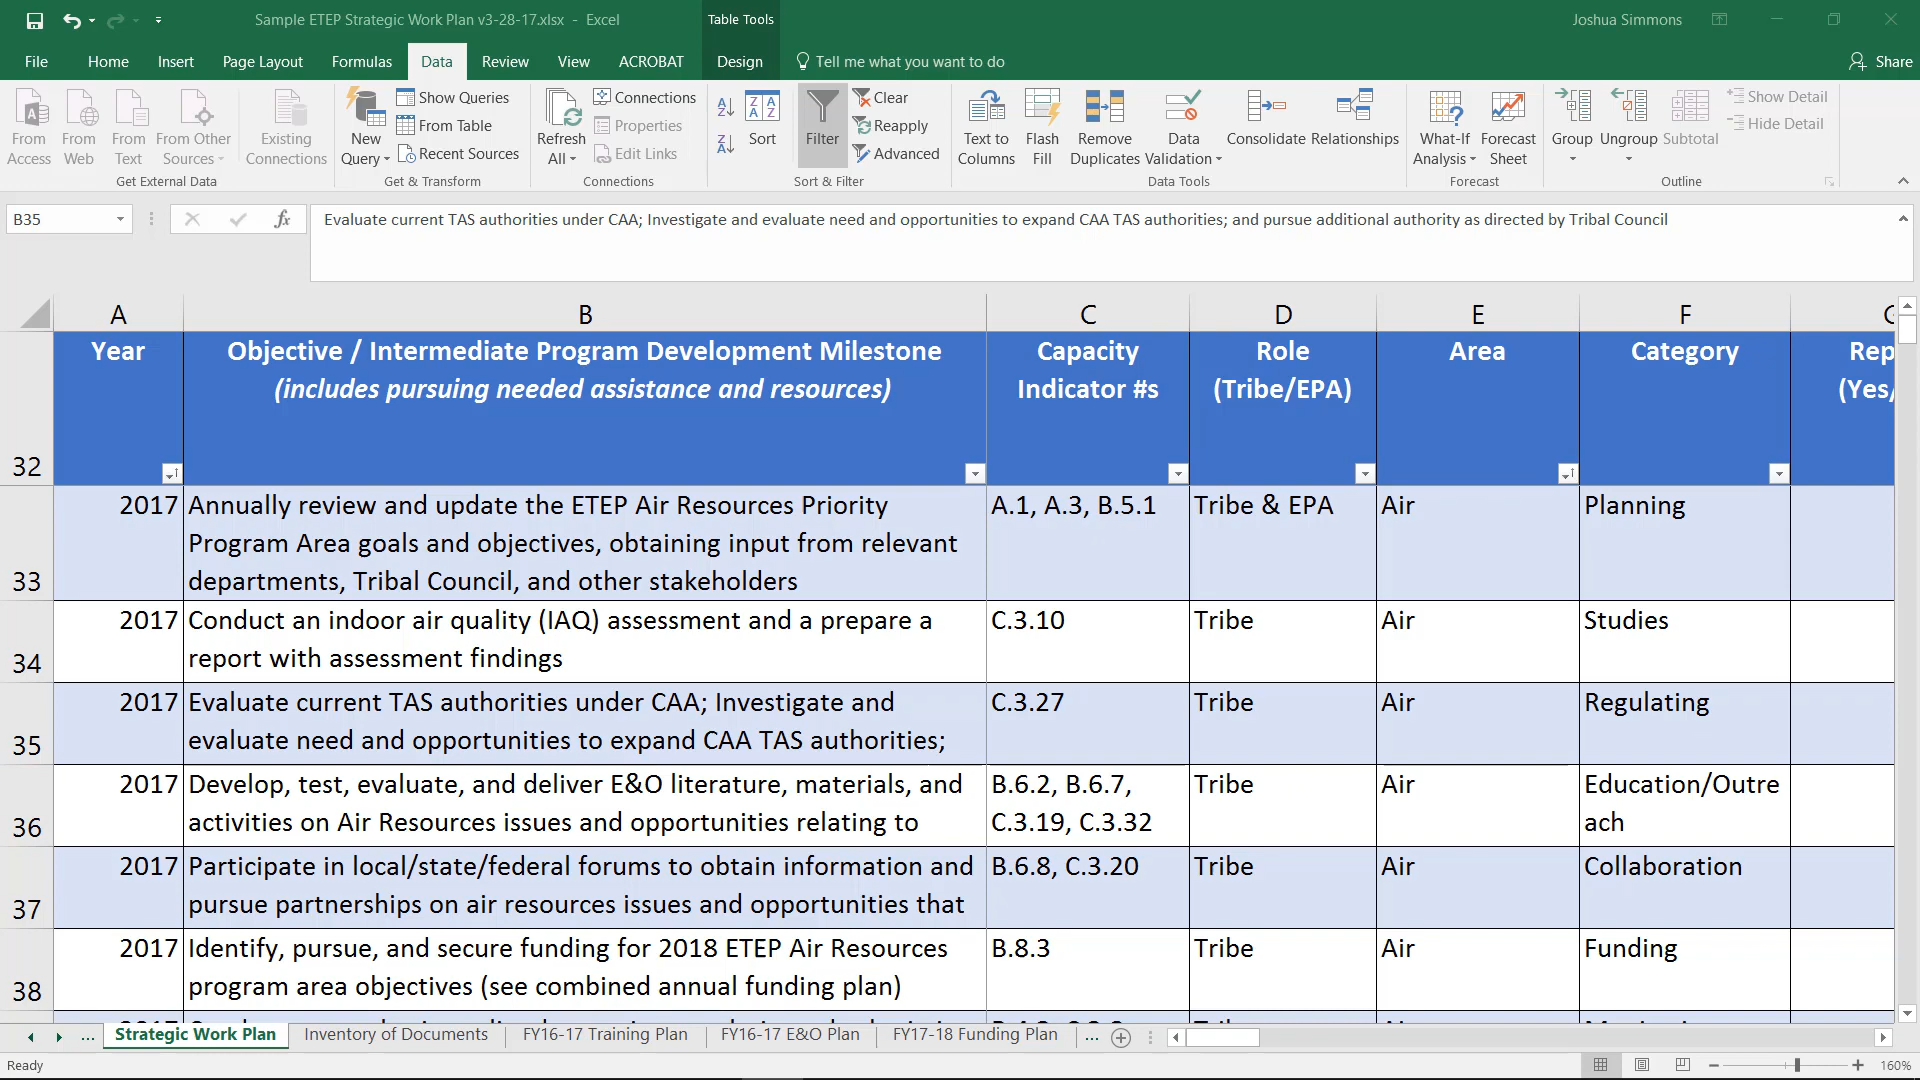 Sample ETEP Strategic Work Plan v3-28-17.xlsx - Excel
Table Tools
Joshua Simmons
File Home Insert Page Layout Formulas Data Review View ACROBAT Design Tell me what you want to do Share
From Access
From Web
From Text
From Other Sources
Existing Connections
Get External Data
New Query
Show Queries
From Table
Recent Sources
Get & Transform
Refresh All
Connections
Properties
Edit Links
Connections
Sort
Filter
Clear
Reapply
Advanced
Sort & Filter
Text to Columns
Flash Fill
Remove Duplicates
Data Validation
Consolidate
Relationships
Data Tools
What-If Analysis
Forecast Sheet
Forecast
Group
Ungroup
Subtotal
Show Detail
Hide Detail
Outline
B35
fx
Evaluate current TAS authorities under CAA; Investigate and evaluate need and opportunities to expand CAA TAS authorities; and pursue additional authority as directed by Tribal Council
A B C D E F
32
Year
Objective / Intermediate Program Development Milestone
(includes pursuing needed assistance and resources)
Capacity
Indicator #s
Role
(Tribe/EPA)
Area
Category
Rep
(Yes/
33
2017
Annually review and update the ETEP Air Resources Priority
Program Area goals and objectives, obtaining input from relevant
departments, Tribal Council, and other stakeholders
A.1, A.3, B.5.1
Tribe & EPA
Air
Planning
34
2017
Conduct an indoor air quality (IAQ) assessment and a prepare a
report with assessment findings
C.3.10
Tribe
Air
Studies
35
2017
Evaluate current TAS authorities under CAA; Investigate and
evaluate need and opportunities to expand CAA TAS authorities;
C.3.27
Tribe
Air
Regulating
36
2017
Develop, test, evaluate, and deliver E&O literature, materials, and
activities on Air Resources issues and opportunities relating to
B.6.2, B.6.7,
C.3.19, C.3.32
Tribe
Air
Education/Outre
ach
37
2017
Participate in local/state/federal forums to obtain information and
pursue partnerships on air resources issues and opportunities that
B.6.8, C.3.20
Tribe
Air
Collaboration
38
2017
Identify, pursue, and secure funding for 2018 ETEP Air Resources
program area objectives (see combined annual funding plan)
B.8.3
Tribe
Air
Funding
... Strategic Work Plan Inventory of Documents FY16-17 Training Plan FY16-17 E&O Plan FY17-18 Funding Plan ...
Ready
160%